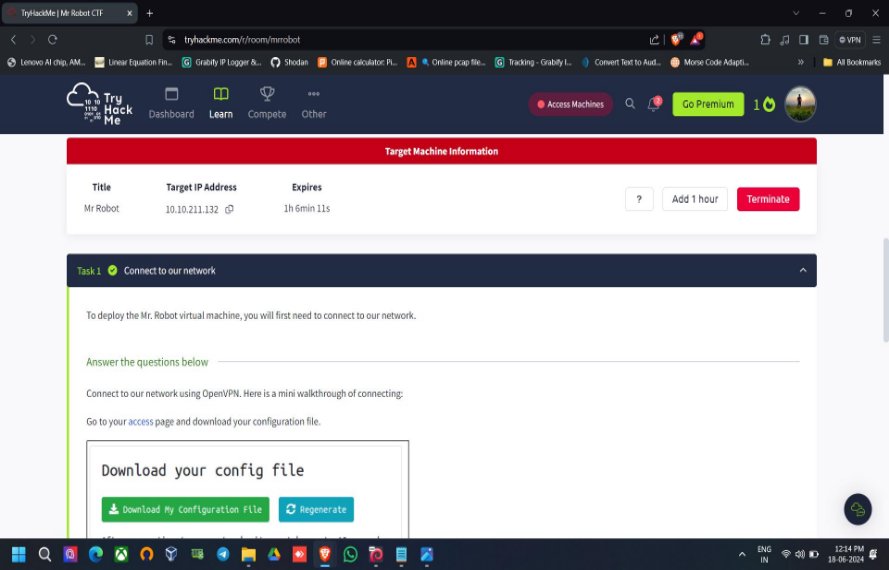 TryHackMe | Mr Robot CTF
tryhackme.com/r/room/mrrobot
VPN
Lenovo AI chip, AM... Linear Equation Fin... Grabify IP Logger &... Shodan Online calculator: Pi... Online pcap file... Tracking - Grabify I... Convert Text to Aud... Morse Code Adapti... » All Bookmarks
Try Hack Me
Dashboard Learn Compete Other
Access Machines
Go Premium 1
Target Machine Information
Title Target IP Address Expires
Mr Robot 10.10.211.132 1h 6min 11s
? Add 1 hour Terminate
Task 1 Connect to our network
To deploy the Mr. Robot virtual machine, you will first need to connect to our network.
Answer the questions below
Connect to our network using OpenVPN. Here is a mini walkthrough of connecting:
Go to your access page and download your configuration file.
Download your config file
Download My Configuration File Regenerate
ENG IN
12:14 PM
18-06-2024